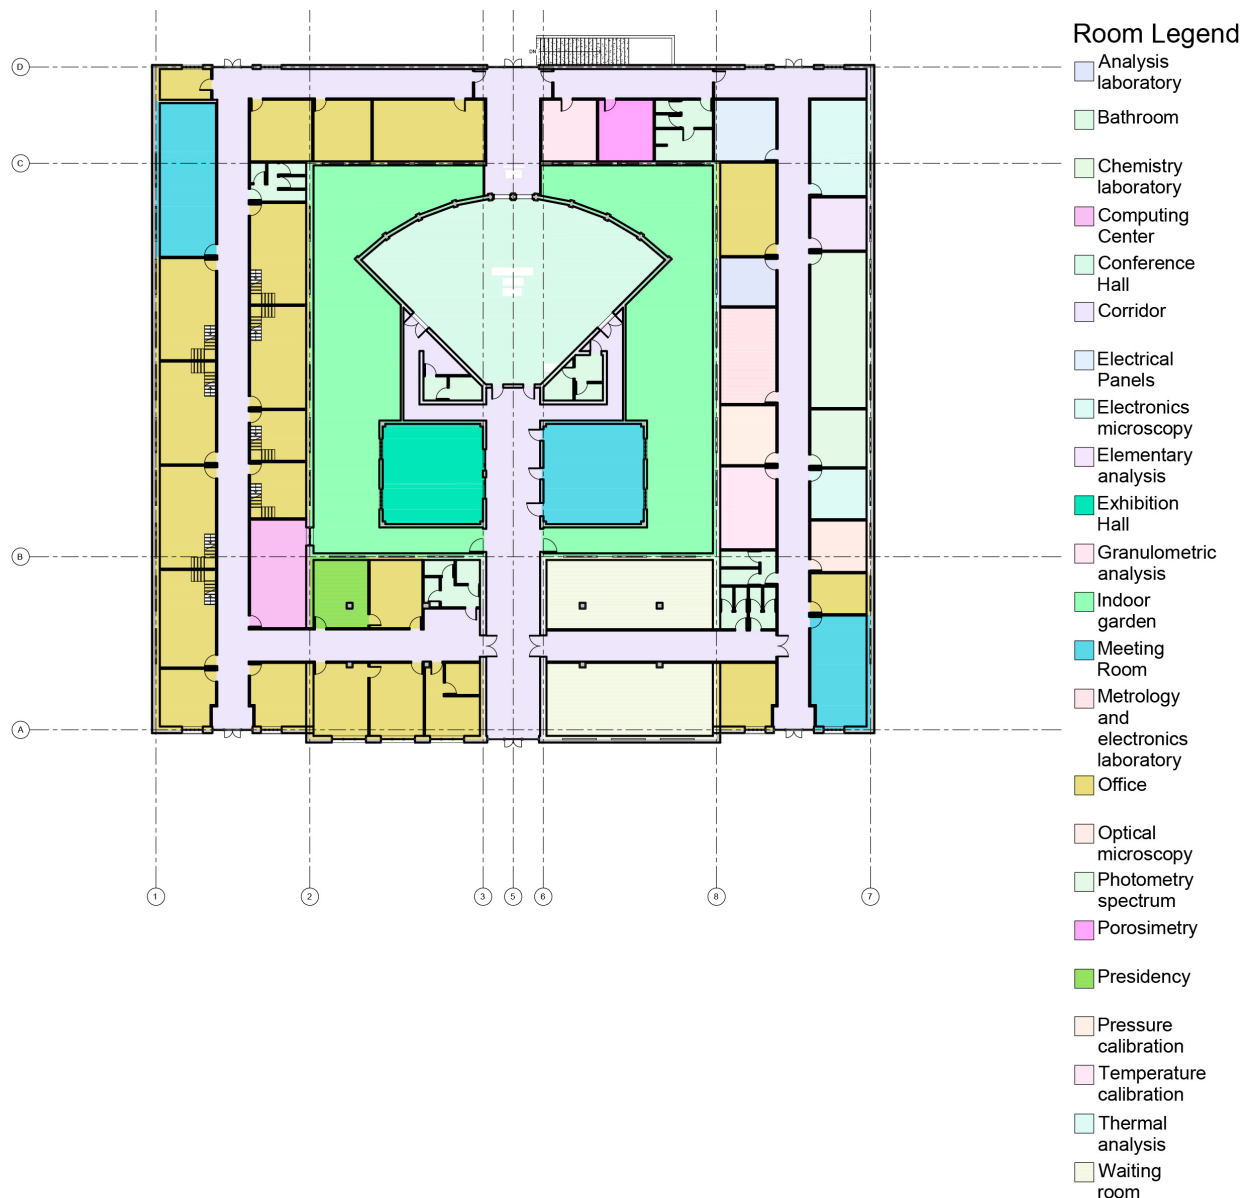 Room Legend
Analysis
laboratory
Bathroom
Chemistry
laboratory
Computing
Center
Conference
Hall
Corridor
Electrical
Panels
Electronics
microscopy
Elementary
analysis
Exhibition
Hall
Granulometric
analysis
Indoor
garden
Meeting
Room
Metrology
and
electronics
laboratory
Office
Optical
microscopy
Photometry
spectrum
Porosimetry
Presidency
Pressure
calibration
Temperature
calibration
Thermal
analysis
Waiting
room
D
C
B
A
DN
1
2
3
5
6
8
7